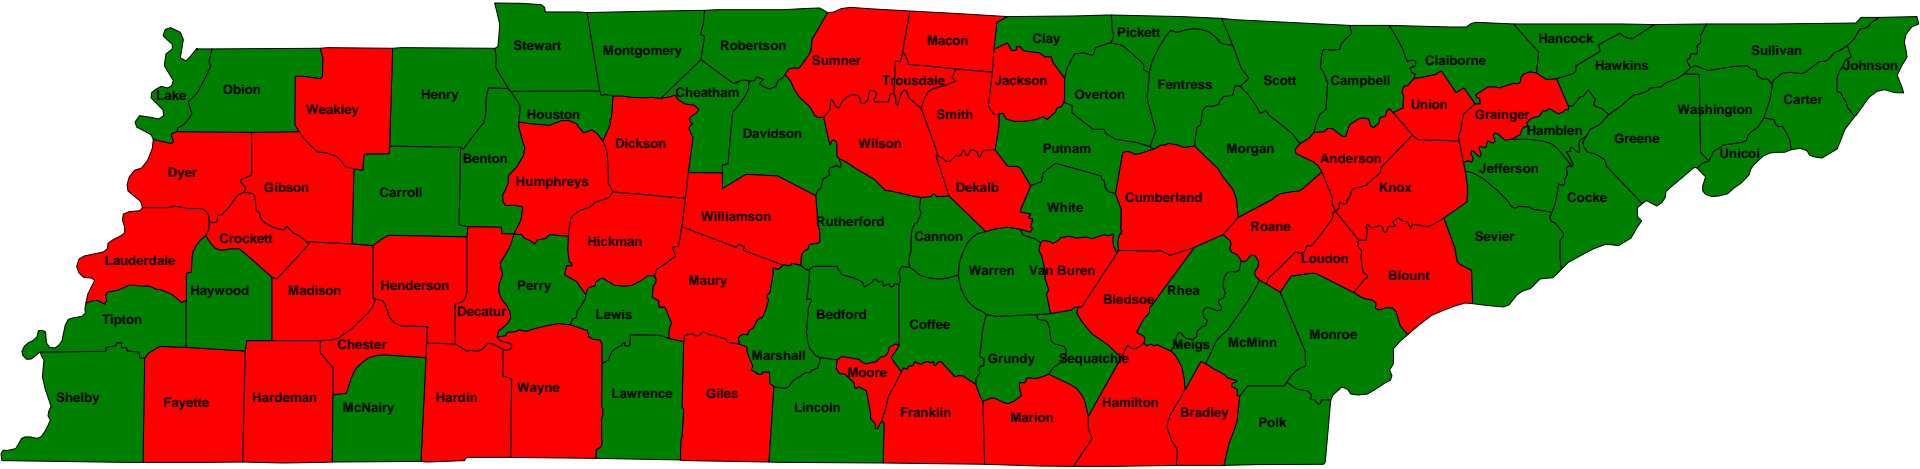 Stewart
Montgomery
Robertson
Sumner
Macon
Clay
Pickett
Fentress
Scott
Campbell
Claiborne
Hancock
Hawkins
Sullivan
Johnson
Lake
Obion
Weakley
Henry
Houston
Cheatham
Trousdale
Jackson
Overton
Union
Grainger
Washington
Carter
Dickson
Davidson
Wilson
Smith
Putnam
Morgan
Anderson
Hamblen
Greene
Unicoi
Dyer
Gibson
Carroll
Benton
Humphreys
Dekalb
White
Cumberland
Knox
Jefferson
Cocke
Crockett
Hickman
Williamson
Rutherford
Cannon
Roane
Sevier
Lauderdale
Haywood
Madison
Henderson
Decatur
Perry
Lewis
Maury
Bedford
Coffee
Warren
Van Buren
Bledsoe
Rhea
Loudon
Blount
Tipton
Chester
Marshall
Moore
Grundy
Sequatchie
Meigs
McMinn
Monroe
Shelby
Fayette
Hardeman
McNairy
Hardin
Wayne
Lawrence
Giles
Lincoln
Franklin
Marion
Hamilton
Bradley
Polk